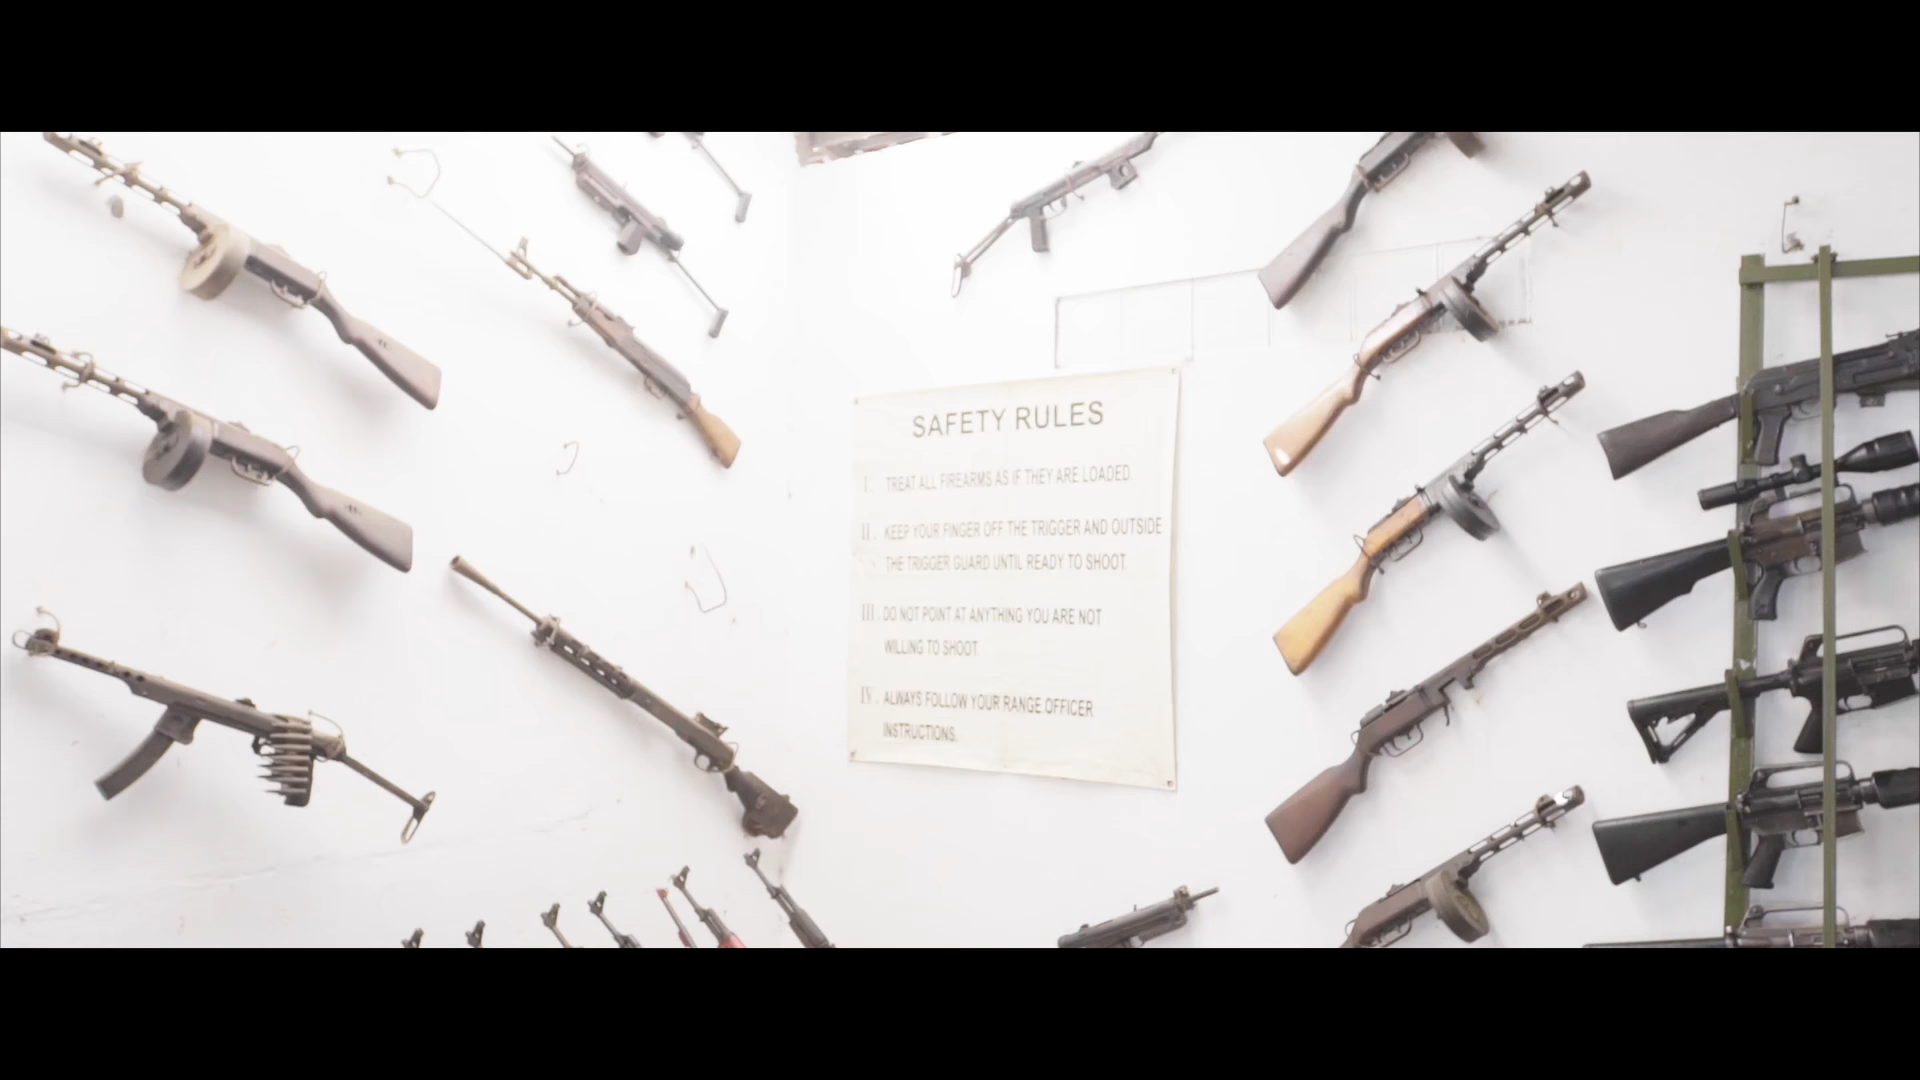 SAFETY RULES
I. TREAT ALL FIREARMS AS IF THEY ARE LOADED.
II. KEEP YOUR FINGER OFF THE TRIGGER AND OUTSIDE
THE TRIGGER GUARD UNTIL READY TO SHOOT.
III. DO NOT POINT AT ANYTHING YOU ARE NOT
WILLING TO SHOOT.
IV. ALWAYS FOLLOW YOUR RANGE OFFICER
INSTRUCTIONS.